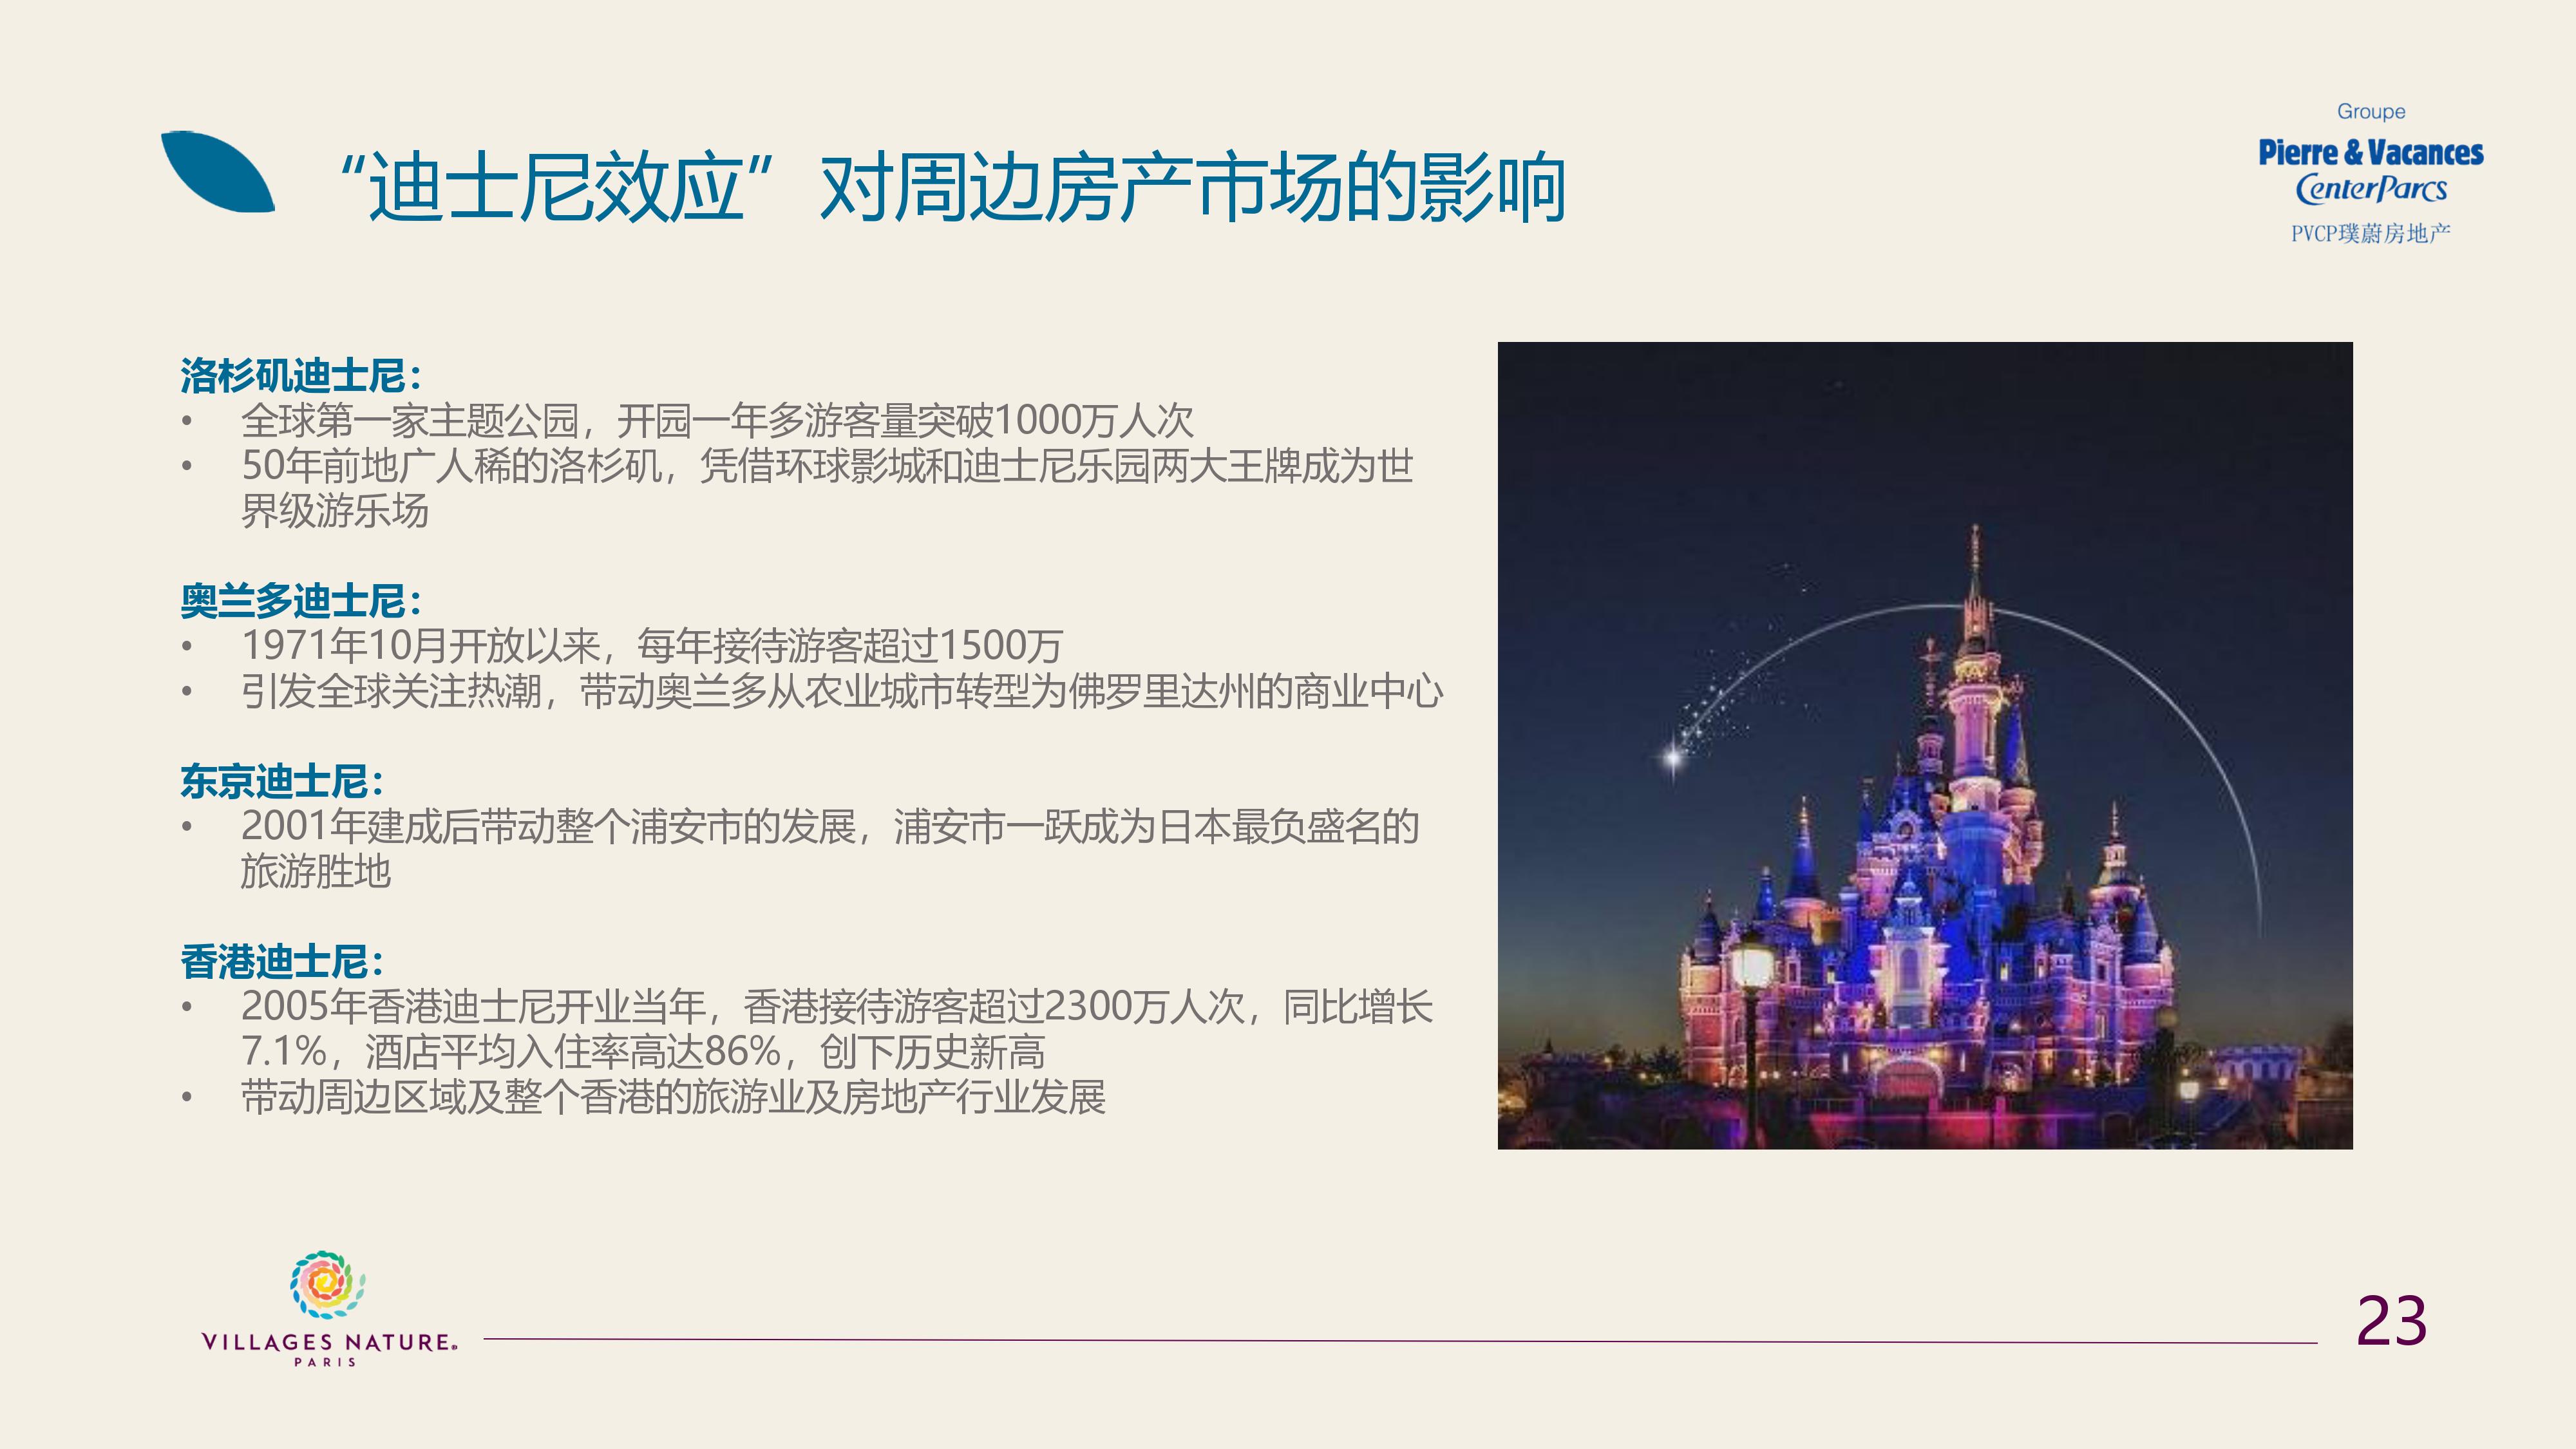 “迪士尼效应”对周边房产市场的影响
Groupe
Pierre & Vacances
CenterParcs
PVCP璞蔚房地产
洛杉矶迪士尼：
• 全球第一家主题公园，开园一年多游客量突破1000万人次
• 50年前地广人稀的洛杉矶，凭借环球影城和迪士尼乐园两大王牌成为世
界级游乐场
奥兰多迪士尼：
• 1971年10月开放以来，每年接待游客超过1500万
• 引发全球关注热潮，带动奥兰多从农业城市转型为佛罗里达州的商业中心
东京迪士尼：
• 2001年建成后带动整个浦安市的发展，浦安市一跃成为日本最负盛名的
旅游胜地
香港迪士尼：
• 2005年香港迪士尼开业当年，香港接待游客超过2300万人次，同比增长
7.1%，酒店平均入住率高达86%，创下历史新高
• 带动周边区域及整个香港的旅游业及房地产行业发展
VILLAGES NATURE®
PARIS
23